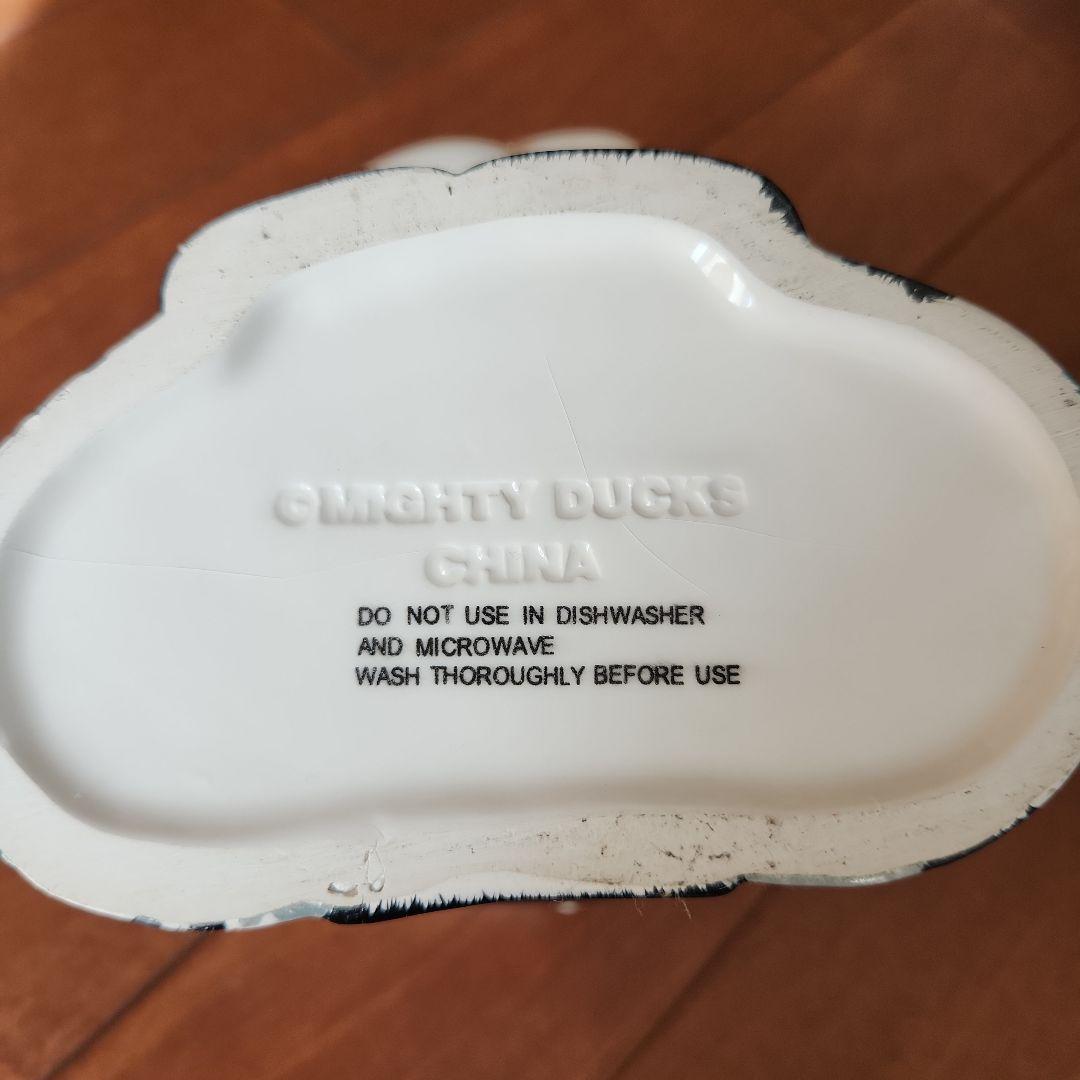 ©MIGHTY DUCKS
CHINA
DO NOT USE IN DISHWASHER
AND MICROWAVE
WASH THOROUGHLY BEFORE USE